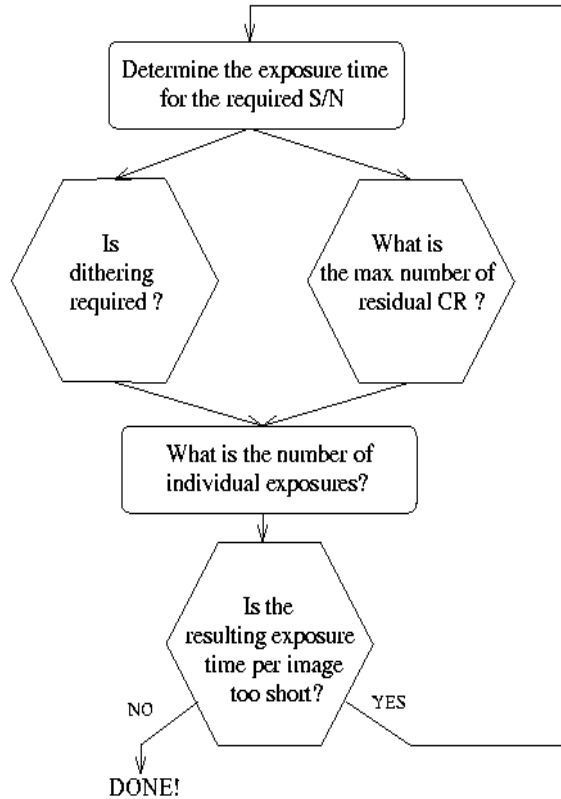 Determine the exposure time
for the required S/N
Is
dithering
required ?
What is
the max number of
residual CR ?
What is the number of
individual exposures?
Is the
resulting exposure
time per image
too short?
NO
YES
DONE!